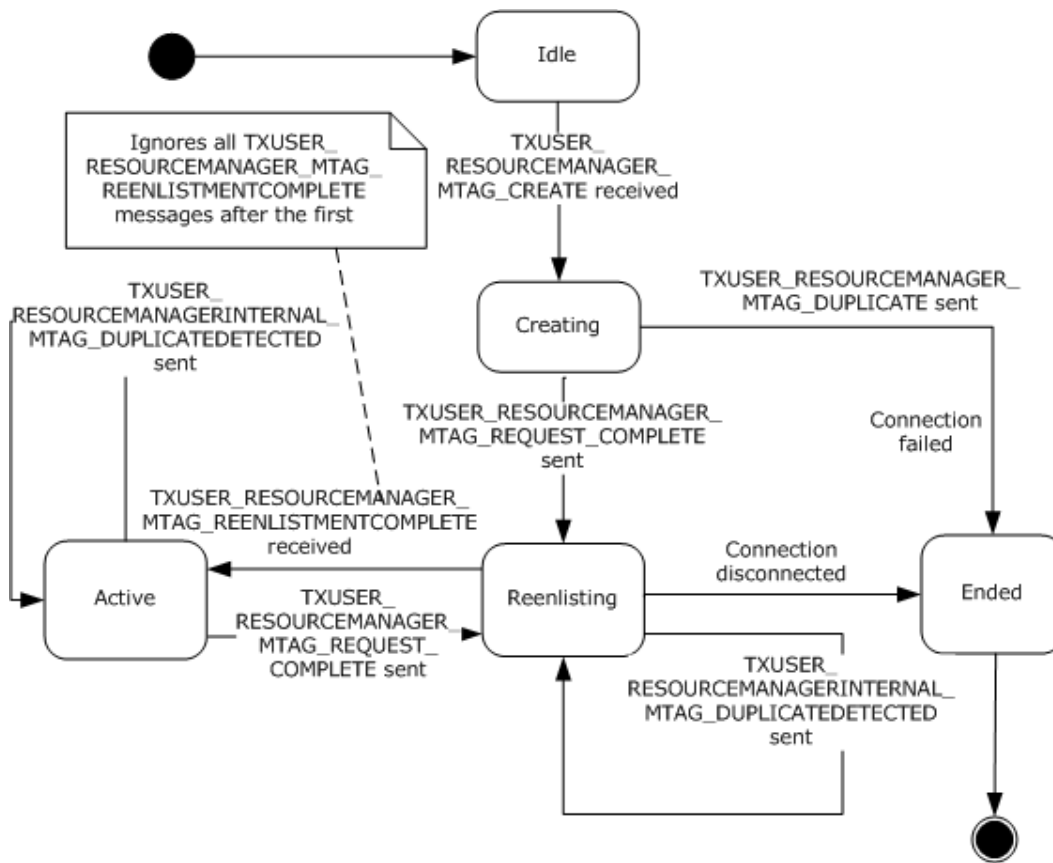 Idle
Ignores all TXUSER_
RESOURCEMANAGER_MTAG_
REENLISTMENTCOMPLETE
messages after the first
TXUSER_
RESOURCEMANAGER_
MTAG_CREATE received
TXUSER_
RESOURCEMANAGERINTERNAL_
MTAG_DUPLICATEDETECTED
sent
Creating
TXUSER_RESOURCEMANAGER_
MTAG_DUPLICATE sent
TXUSER_RESOURCEMANAGER_
MTAG_REQUEST_COMPLETE
sent
Connection
failed
TXUSER_RESOURCEMANAGER_
MTAG_REENLISTMENTCOMPLETE
received
Active
Reenlisting
Connection
disconnected
Ended
TXUSER_
RESOURCEMANAGER_
MTAG_REQUEST_
COMPLETE sent
TXUSER_
RESOURCEMANAGERINTERNAL_
MTAG_DUPLICATEDETECTED
sent